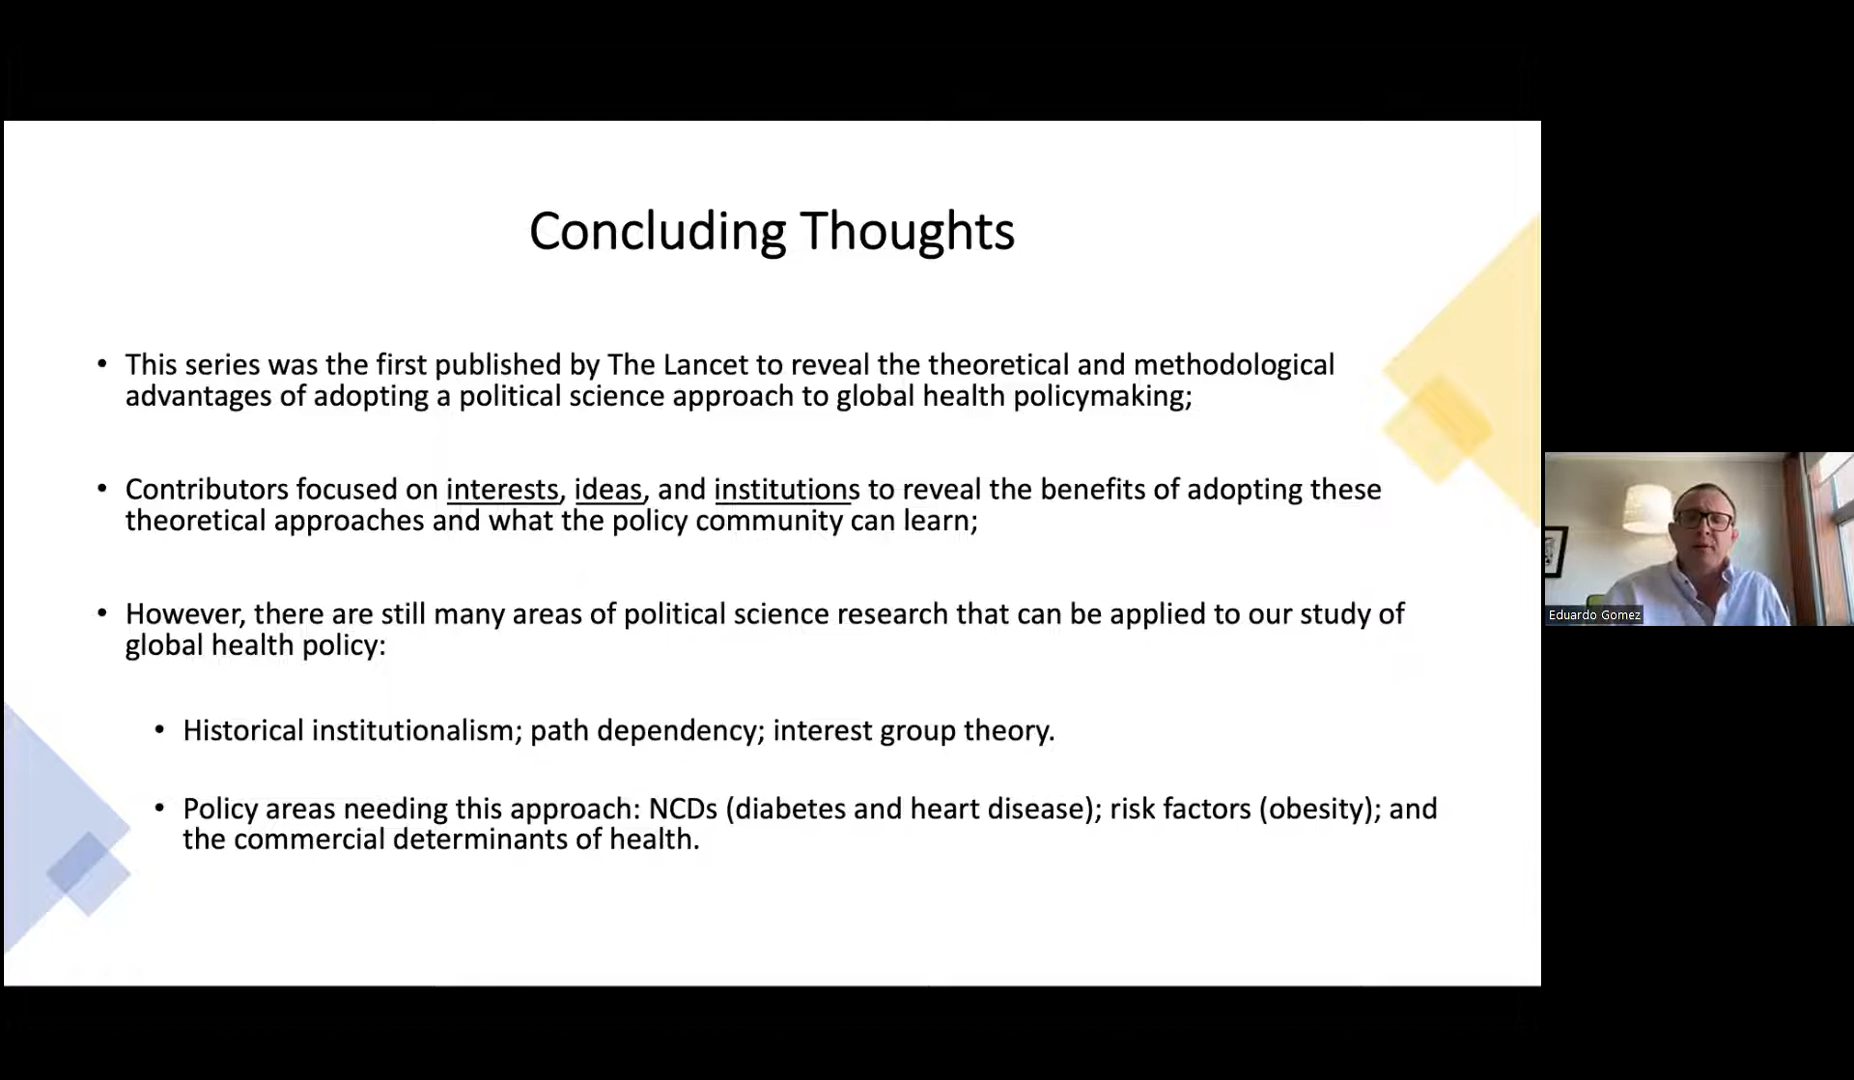 Concluding Thoughts
• This series was the first published by The Lancet to reveal the theoretical and methodological
advantages of adopting a political science approach to global health policymaking;
• Contributors focused on interests, ideas, and institutions to reveal the benefits of adopting these
theoretical approaches and what the policy community can learn;
• However, there are still many areas of political science research that can be applied to our study of
global health policy:
• Historical institutionalism; path dependency; interest group theory.
• Policy areas needing this approach: NCDs (diabetes and heart disease); risk factors (obesity); and
the commercial determinants of health.
Eduardo Gomez